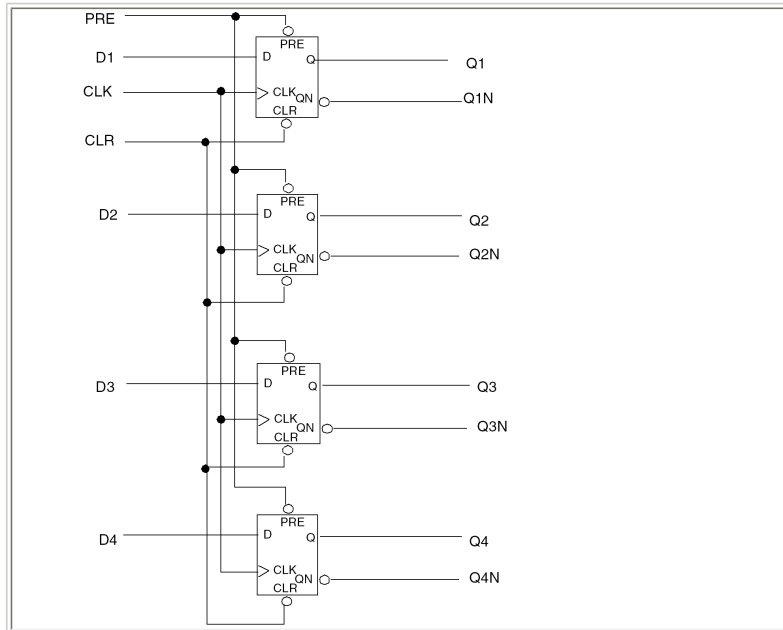 PRE
PRE
D1
D
Q
Q1
CLK
CLK
QN
Q1N
CLR
CLR
PRE
D2
D
Q
Q2
CLK
QN
Q2N
CLR
PRE
D3
D
Q
Q3
CLK
QN
Q3N
CLR
PRE
D4
D
Q
Q4
CLK
QN
Q4N
CLR